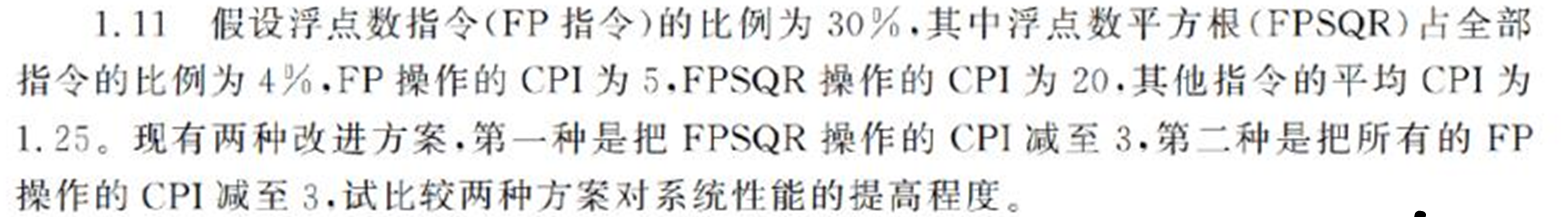 1.11 假设浮点数指令(FP 指令)的比例为 30%,其中浮点数平方根(FPSQR)占全部
指令的比例为 4%,FP 操作的 CPI 为 5,FPSQR 操作的 CPI 为 20,其他指令的平均 CPI 为
1.25。现有两种改进方案,第一种是把 FPSQR 操作的 CPI 减至 3,第二种是把所有的 FP
操作的 CPI 减至 3,试比较两种方案对系统性能的提高程度。